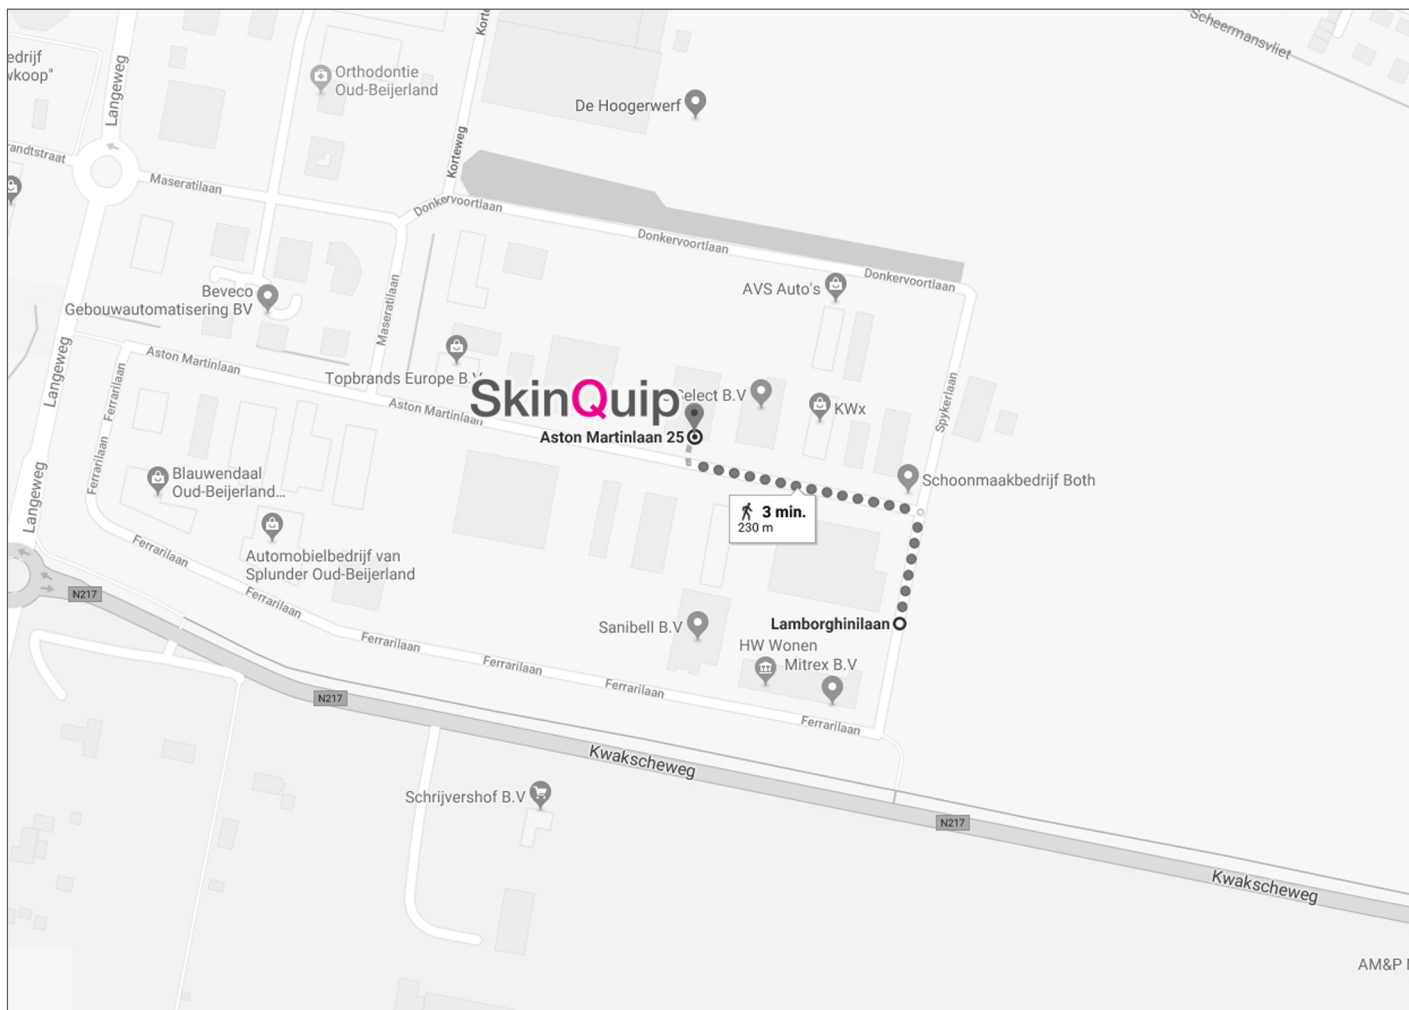 Scheermansvliet
edrijf
wkoop"
Langeweg
Korte
Orthodontie
Oud-Beijerland
De Hoogerwerf
randtstraat
Korteweg
Maseratilaan
Donkervoortlaan
Donkervoortlaan
Donkervoortlaan
Beveco
Gebouwautomatisering BV
AVS Auto's
Maseratilaan
Langeweg
Aston Martinlaan
Ferrarilaan
Topbrands Europe B.V
SkinQuip
Select B.V
KWx
Spykerlaan
Aston Martinlaan
Aston Martinlaan 25
Ferrarilaan
Langeweg
Blauwendaal
Oud-Beijerland...
Schoonmaakbedrijf Both
3 min.
230 m
Automobielbedrijf van
Splunder Oud-Beijerland
Ferrarilaan
N217
Ferrarilaan
Sanibell B.V
Lamborghinilaan
Ferrarilaan
HW Wonen
Mitrex B.V
Ferrarilaan
Ferrarilaan
N217
Ferrarilaan
Kwakscheweg
Schrijvershof B.V
N217
Kwakscheweg
AM&P